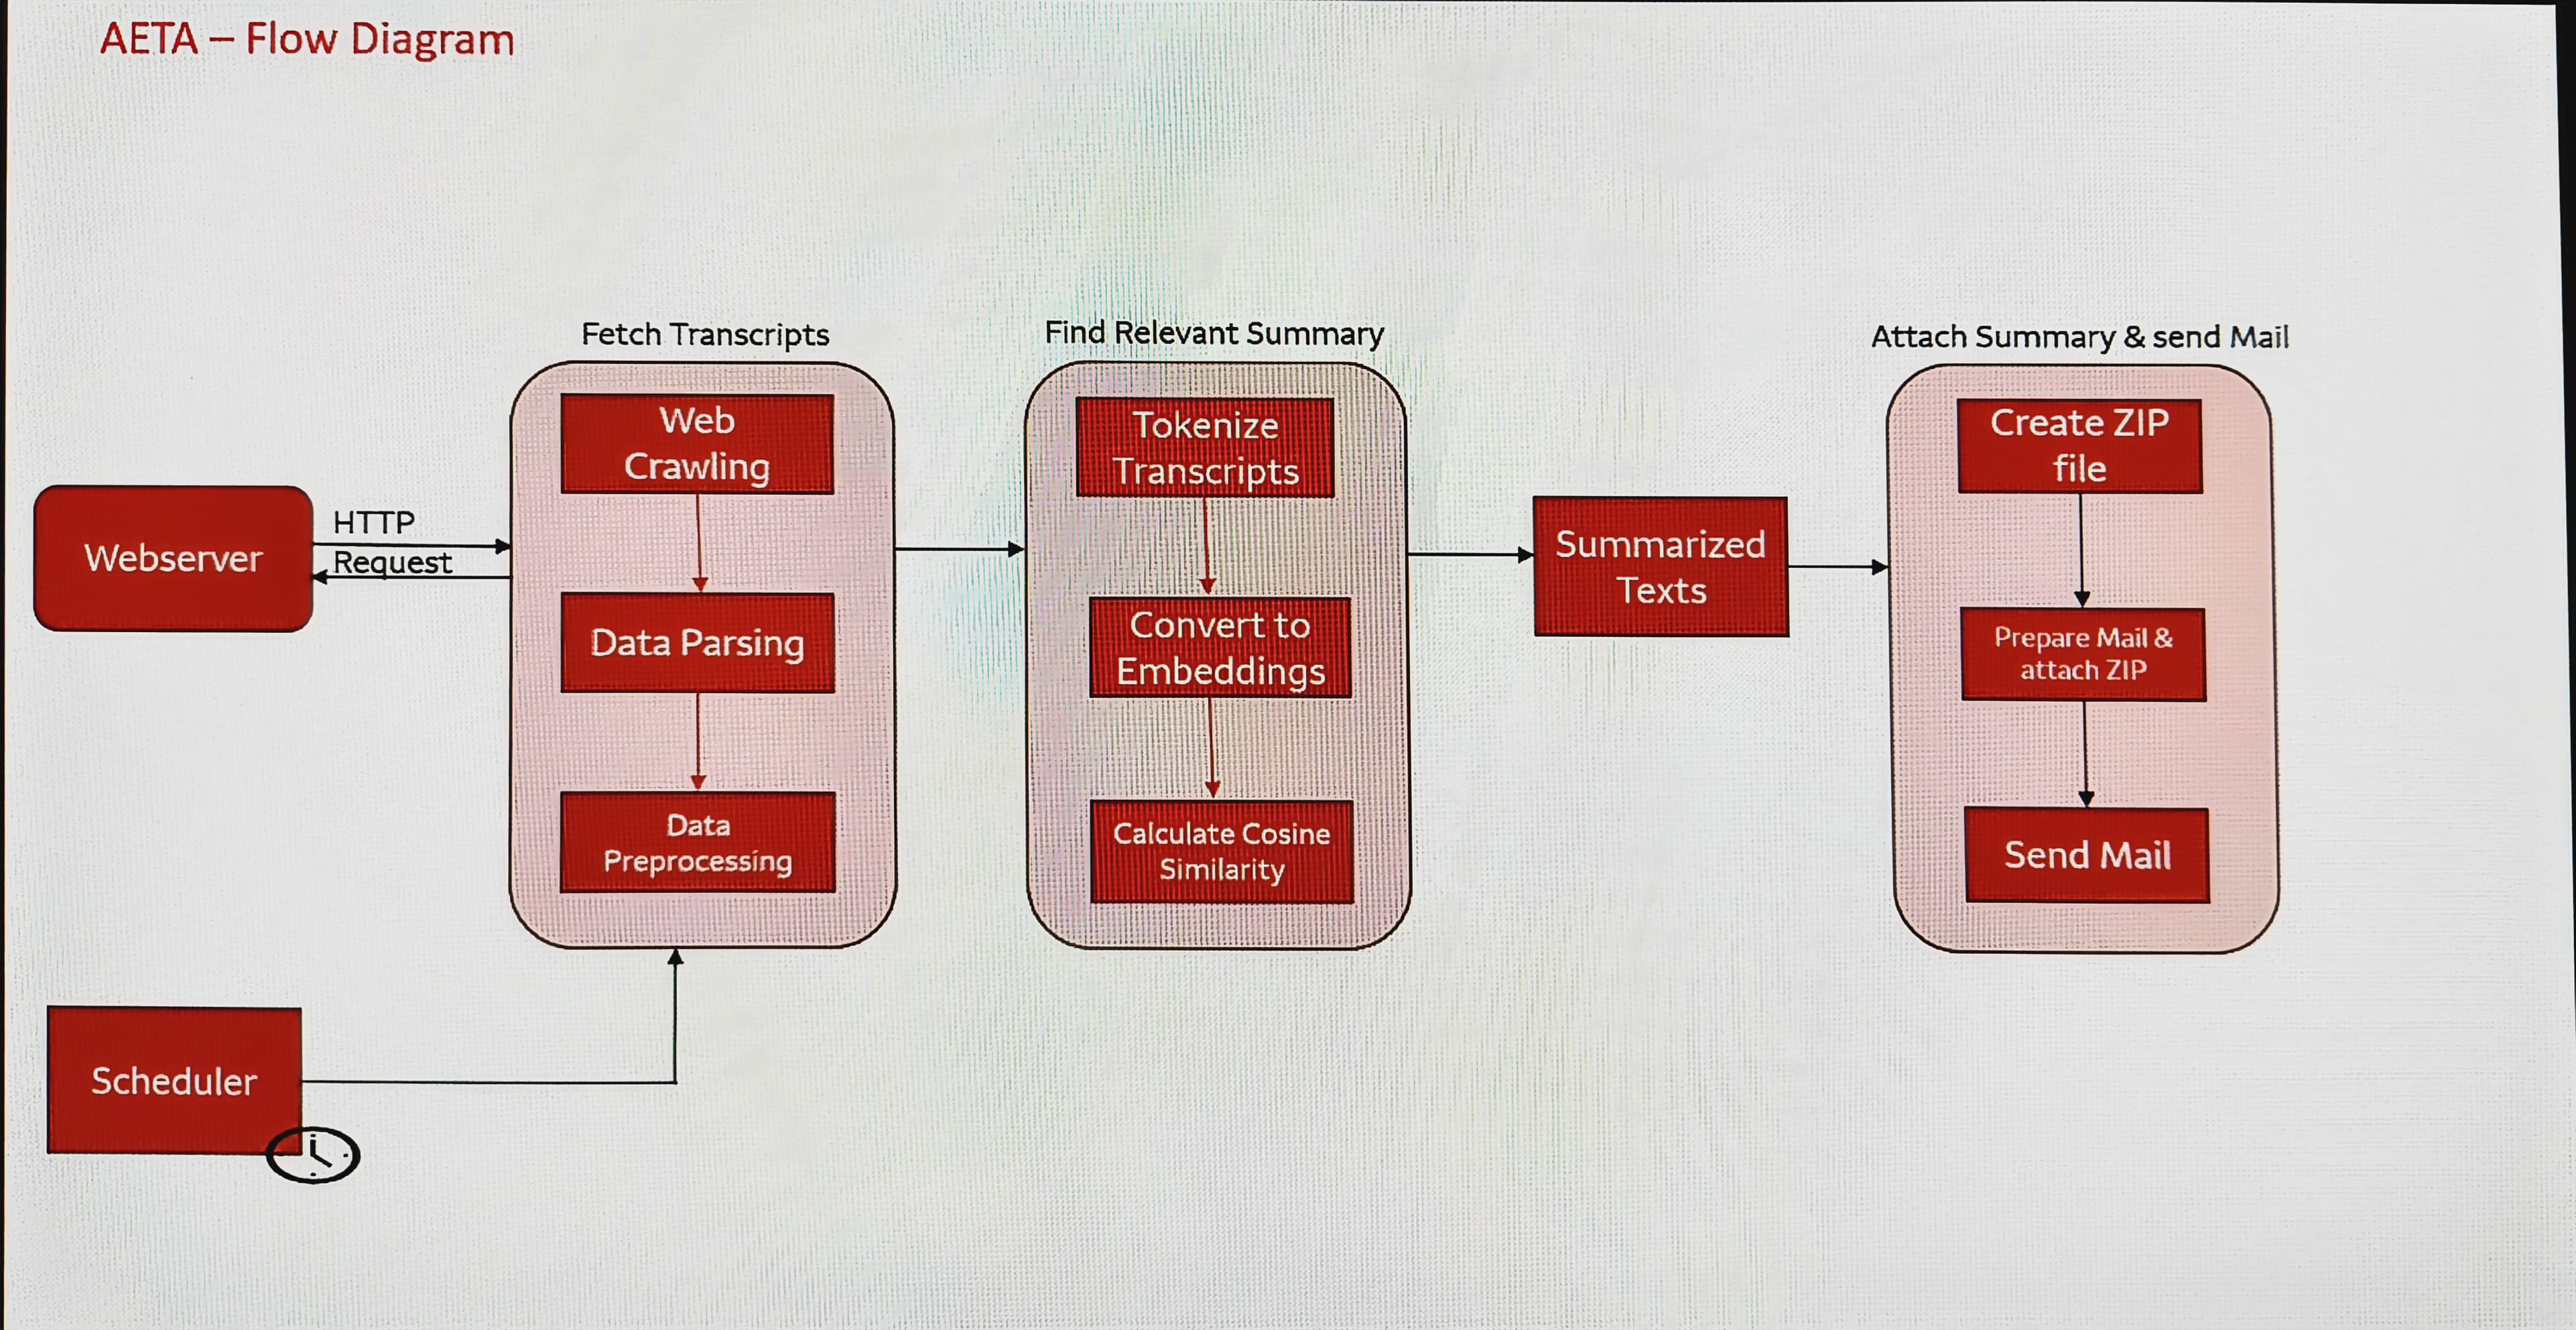 AETA – Flow Diagram
Fetch Transcripts
Find Relevant Summary
Attach Summary & send Mail
Web
Crawling
Data Parsing
Data
Preprocessing
Tokenize
Transcripts
Convert to
Embeddings
Calculate Cosine
Similarity
Summarized
Texts
Create ZIP
file
Prepare Mail &
attach ZIP
Send Mail
Webserver
HTTP
Request
Scheduler